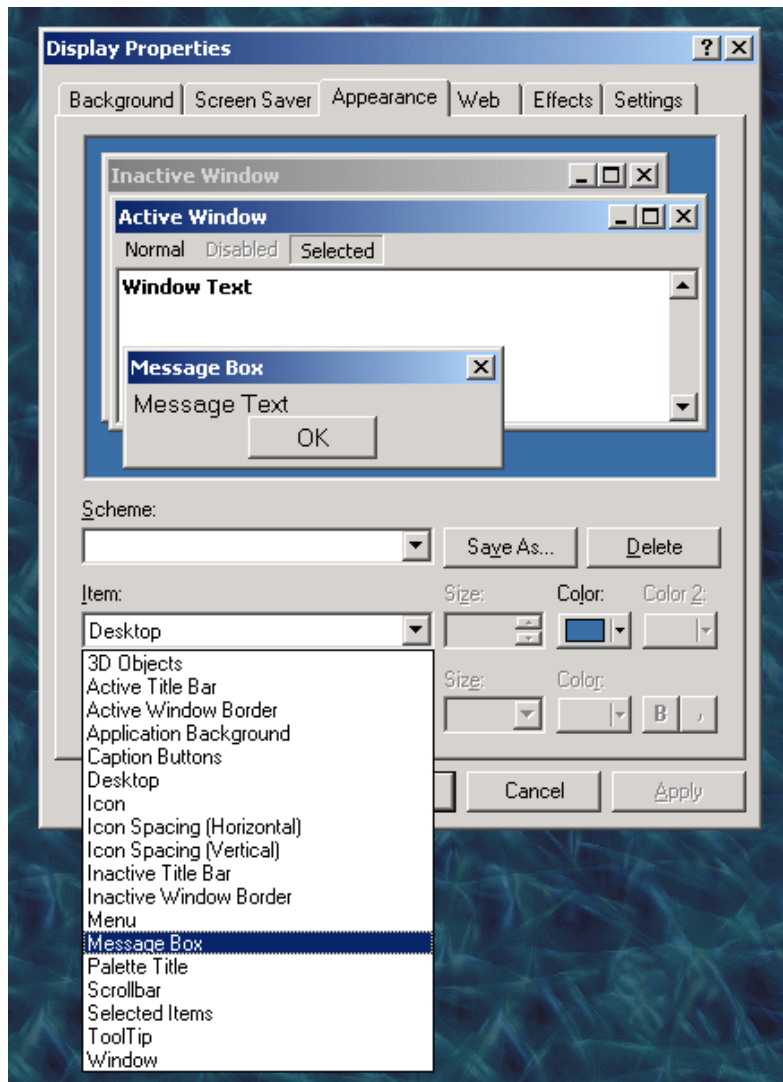 Display Properties ? X
Background Screen Saver Appearance Web Effects Settings
Inactive Window
Active Window
Normal Disabled Selected
Window Text
Message Box
Message Text
OK
Scheme:
Save As... Delete
Item: Size: Color: Color 2:
Desktop
3D Objects
Active Title Bar
Active Window Border
Application Background
Caption Buttons
Desktop
Icon
Icon Spacing (Horizontal)
Icon Spacing (Vertical)
Inactive Title Bar
Inactive Window Border
Menu
Message Box
Palette Title
Scrollbar
Selected Items
ToolTip
Window
Size: Color:
B ,
Cancel Apply